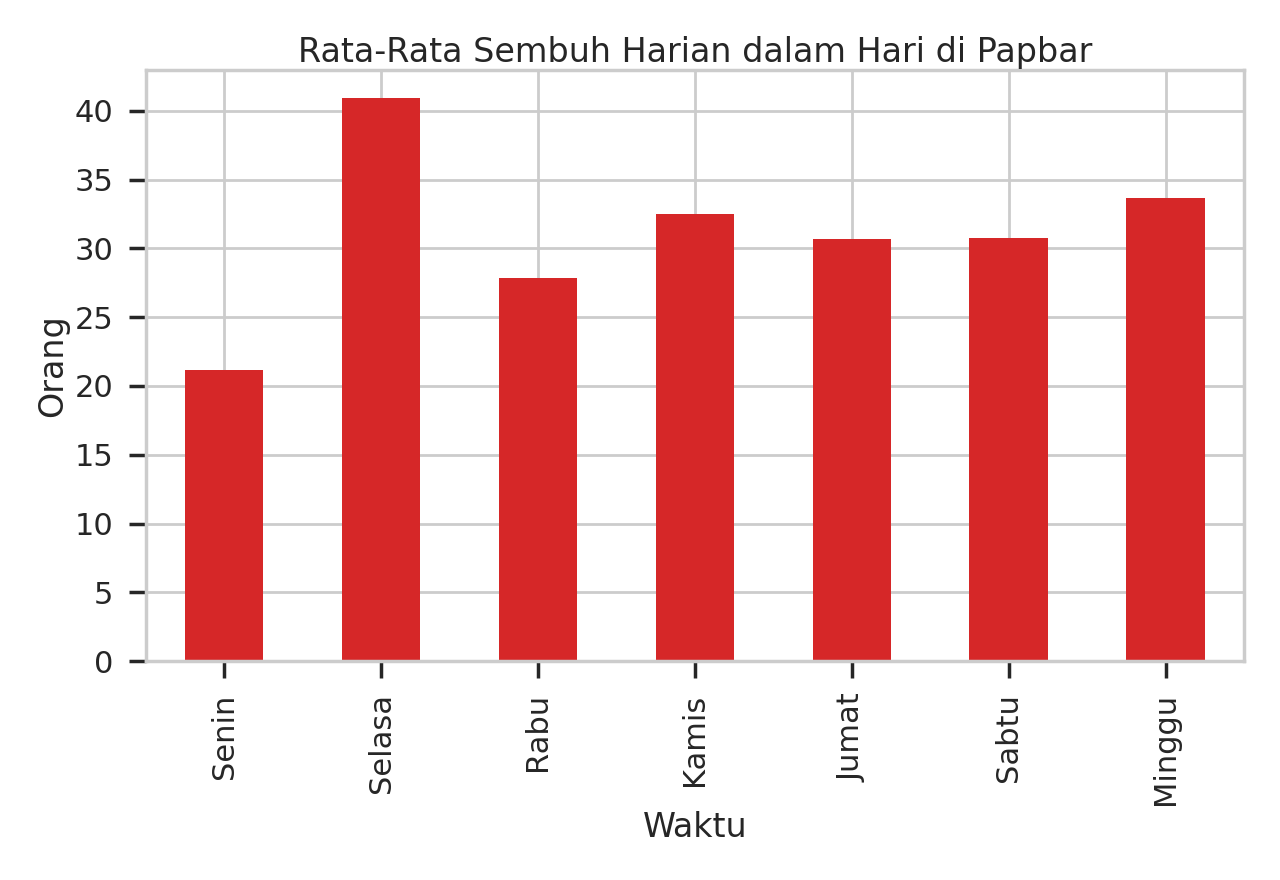 Rata-Rata Sembuh Harian dalam Hari di Papbar
40
35
30
25
20
15
10
5
0
Orang
Senin
Selasa
Rabu
Kamis
Jumat
Sabtu
Minggu
Waktu